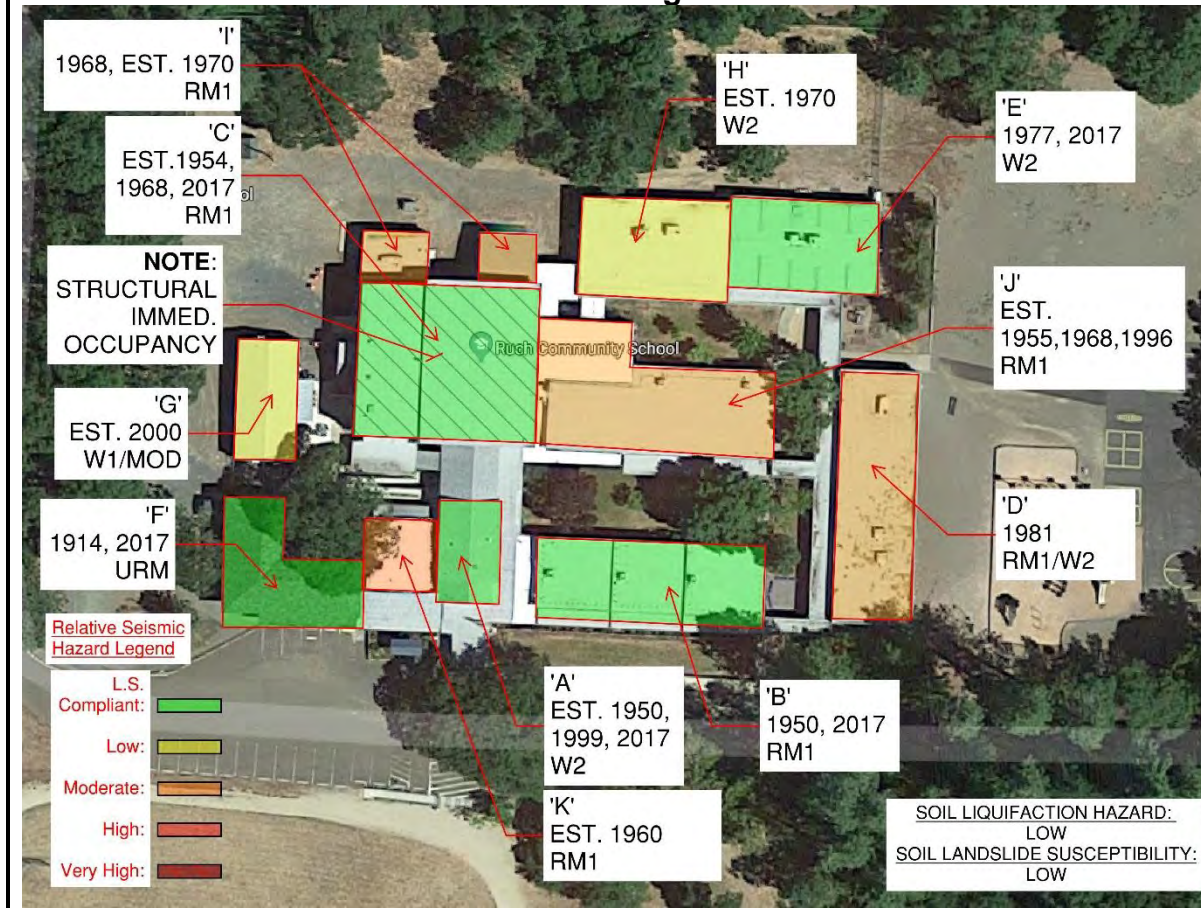 'I'
1968, EST. 1970
RM1
'C'
EST.1954,
1968, 2017
RM1
NOTE:
STRUCTURAL
IMMED.
OCCUPANCY
'G'
EST. 2000
W1/MOD
'F'
1914, 2017
URM
'H'
EST. 1970
W2
'E'
1977, 2017
W2
'J'
EST.
1955,1968,1996
RM1
'D'
1981
RM1/W2
Ruch Community School
'A'
EST. 1950,
1999, 2017
W2
'B'
1950, 2017
RM1
'K'
EST. 1960
RM1
Relative Seismic
Hazard Legend
L.S.
Compliant:
Low:
Moderate:
High:
Very High:
SOIL LIQUIFACTION HAZARD:
LOW
SOIL LANDSLIDE SUSCEPTIBILITY:
LOW